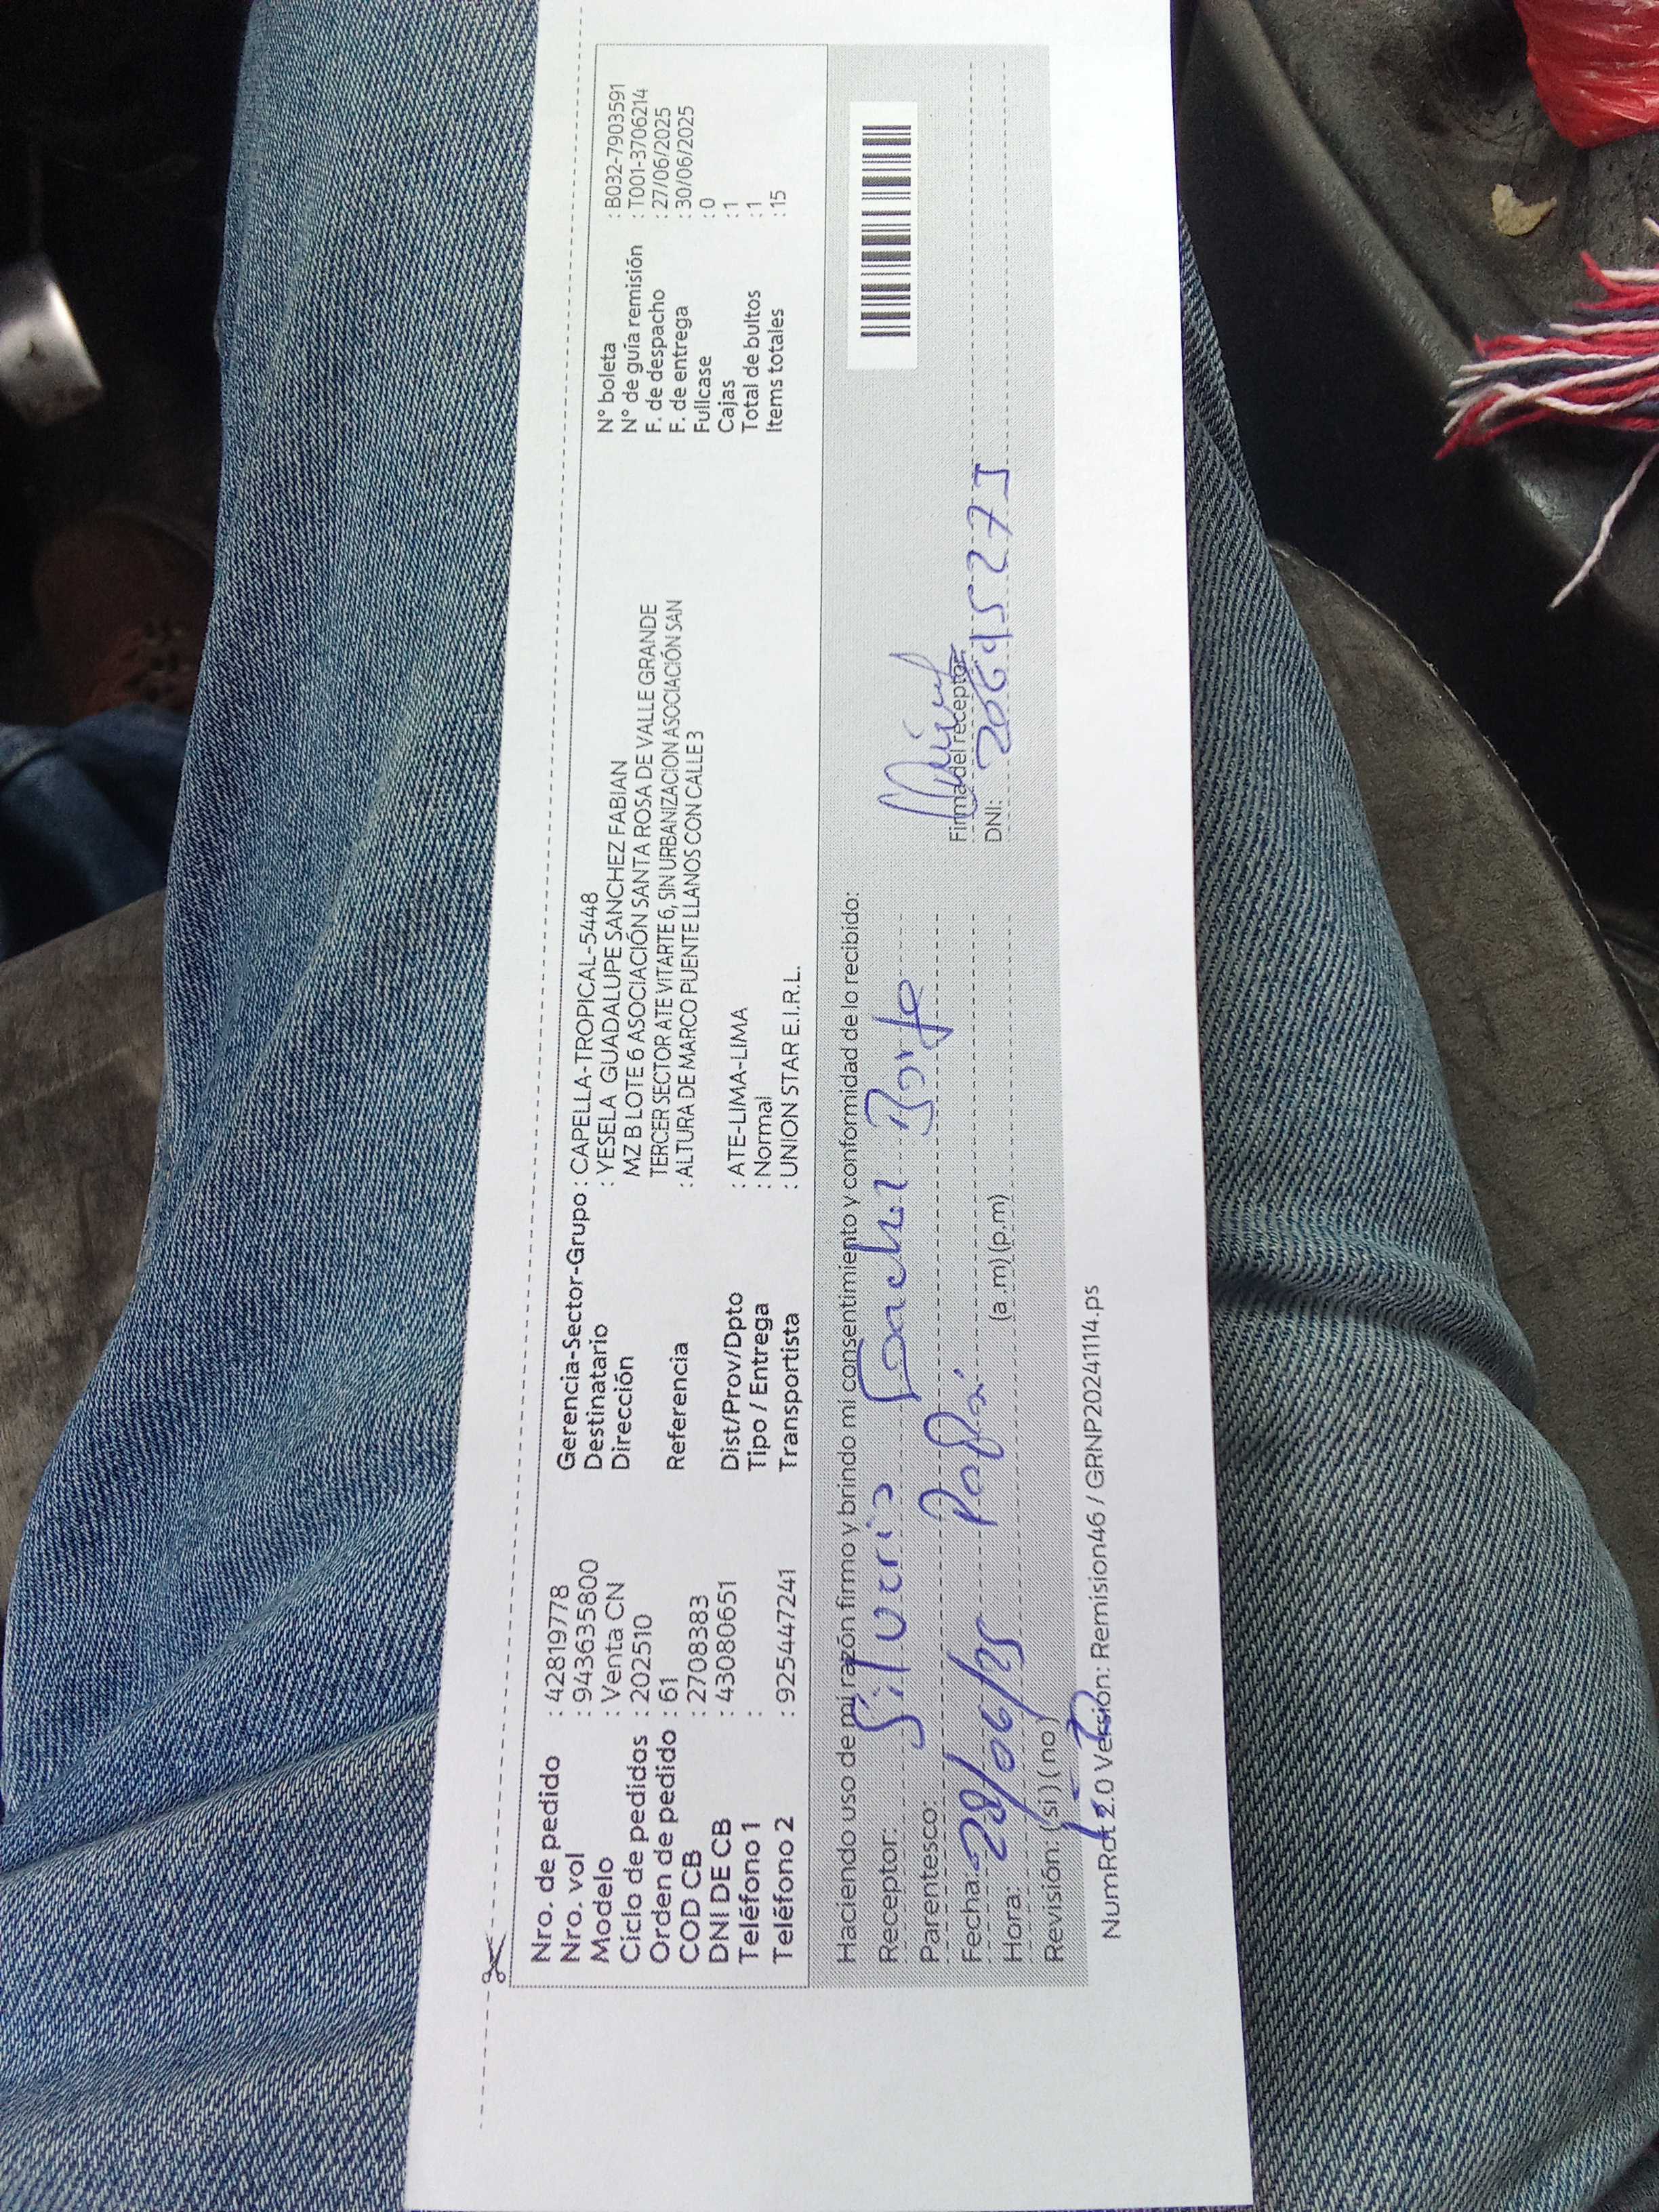 Nro. de pedido : 42819778
Nro. vol : 943635800
Modelo : Venta CN
Ciclo de pedidos : 202510
Orden de pedido : 61
COD CB : 2708383
DNI DE CB : 43080651
Teléfono 1 :
Teléfono 2 : 925447241
Gerencia-Sector-Grupo : CAPELLA-TROPICAL-5448
Destinatario : YESELA GUADALUPE SANCHEZ FABIAN
Dirección MZ B LOTE 6 ASOCIACIÓN SANTA ROSA DE VALLE GRANDE
TERCER SECTOR ATE VITARTE 6, SIN URBANIZACION ASOCIACIÓN SAN
Referencia : ALTURA DE MARCO PUENTE LLANOS CON CALLE 3
Dist/Prov/Dpto : ATE-LIMA-LIMA
Tipo / Entrega : Normal
Transportista : UNION STAR E.I.R.L.
N° boleta : B032-7903591
N° de guía remisión : T001-3706214
F. de despacho : 27/06/2025
F. de entrega : 30/06/2025
Fullcase : 0
Cajas : 1
Total de bultos : 1
Items totales : 15
Haciendo uso de mi razón firmo y brindo mi consentimiento y conformidad de lo recibido:
Receptor: Silverio
Parentesco: Papá
Fecha: 28/06/25
Hora: (a.m) (p.m)
Revisión: (si) (no)
Firma del receptor
DNI:
NumRot 2.0 Versión: Remision46 / GRNP20241114.ps